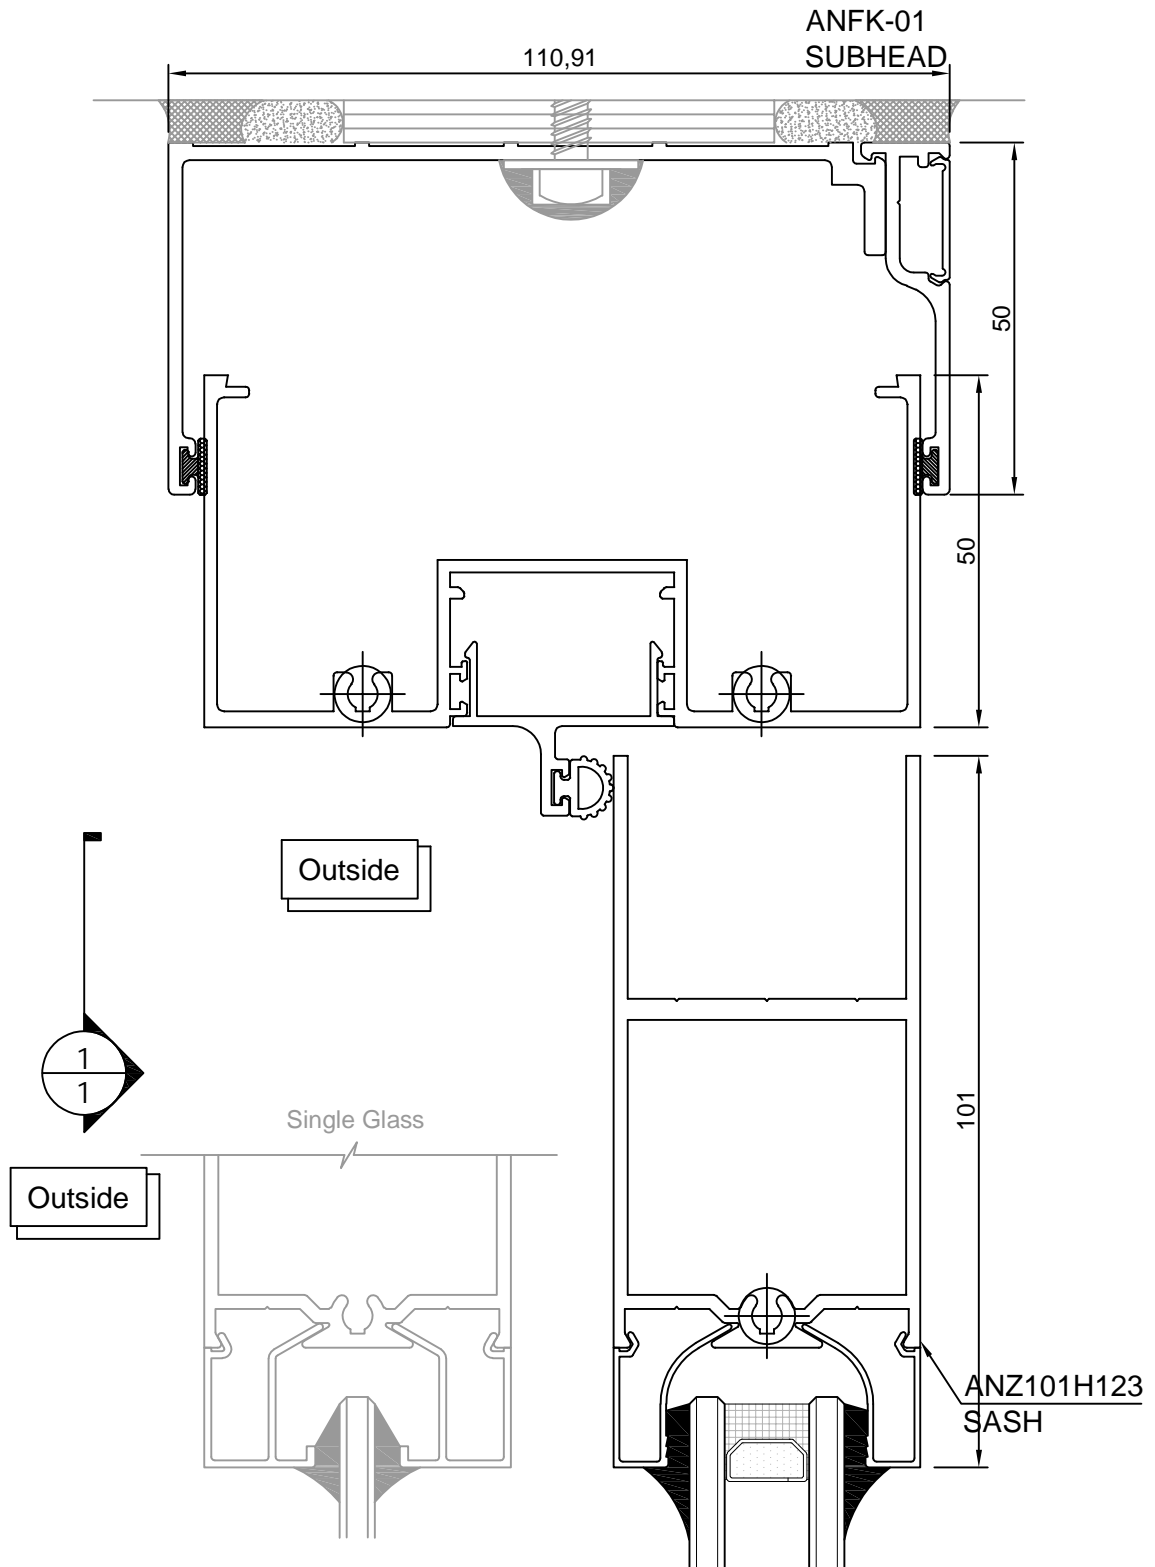 ANFK-01
SUBHEAD
110,91
50
50
Outside
1
1
101
Single Glass
Outside
ANZ101H123
SASH